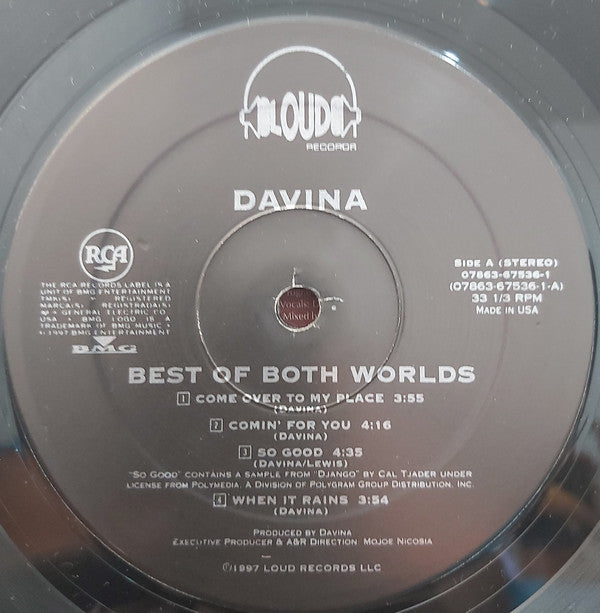 LOUD
RECORDS
DAVINA
RCA
THE RCA RECORDS LABEL IS A
UNIT OF BMG ENTERTAINMENT
TMK(S) ® REGISTERED
MARCA(S) ® REGISTRADA(S)
• GENERAL ELECTRIC CO.,
USA • BMG LOGO IS A
TRADEMARK OF BMG MUSIC •
• 1997 BMG ENTERTAINMENT
BMG
SIDE A (STEREO)
07863-67536-1
(07863-67536-1-A)
33 1/3 RPM
MADE IN USA
Vocals:
Mixed b
BEST OF BOTH WORLDS
1 COME OVER TO MY PLACE 3:55
(DAVINA)
2 COMIN' FOR YOU 4:16
(DAVINA)
3 SO GOOD 4:35
(DAVINA/LEWIS)
"SO GOOD" CONTAINS A SAMPLE FROM "DJANGO" BY CAL TJADER UNDER
LICENSE FROM POLYMEDIA, A DIVISION OF POLYGRAM GROUP DISTRIBUTION, INC.
4 WHEN IT RAINS 3:54
(DAVINA)
PRODUCED BY DAVINA
EXECUTIVE PRODUCER & A&R DIRECTION: MOJOE NICOSIA
℗1997 LOUD RECORDS LLC